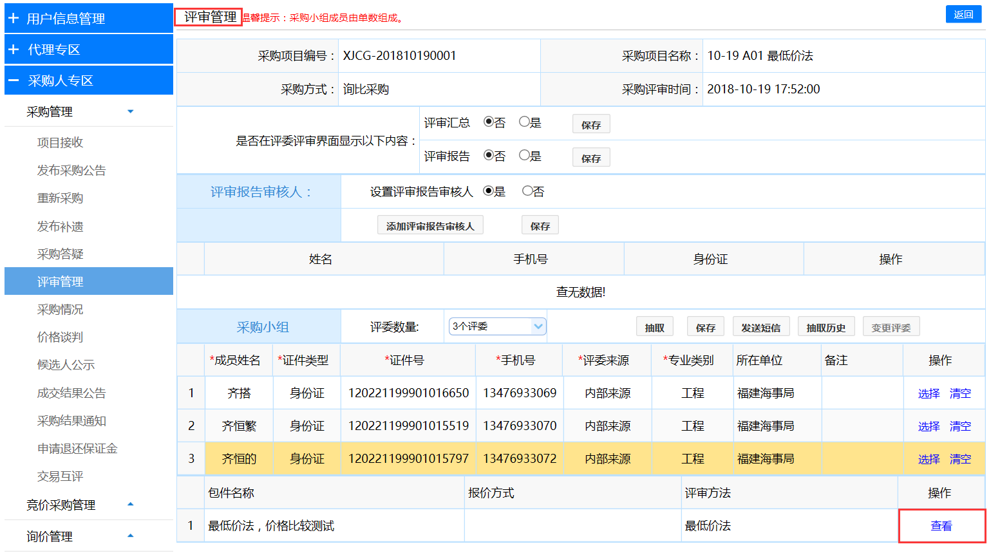 用户信息管理
代理专区
采购人专区
采购管理
项目接收
发布采购公告
重新采购
发布补遗
采购答疑
评审管理
采购情况
价格谈判
候选人公示
成交结果公告
采购结果通知
申请退还保证金
交易互评
竞价采购管理
询价管理
评审管理 温馨提示：采购小组成员由单数组成。 返回
采购项目编号： XJCG-201810190001 采购项目名称： 10-19 A01 最低价法
采购方式： 询比采购 采购评审时间： 2018-10-19 17:52:00
是否在评委评审界面显示以下内容：
评审汇总 否 是 保存
评审报告 否 是 保存
评审报告审核人： 设置评审报告审核人 是 否
添加评审报告审核人 保存
姓名 手机号 身份证 操作
查无数据!
采购小组 评委数量: 3个评委 抽取 保存 发送短信 抽取历史 变更评委
*成员姓名 *证件类型 *证件号 *手机号 *评委来源 *专业类别 所在单位 备注 操作
1 齐搭 身份证 120221199901016650 13476933069 内部来源 工程 福建海事局 选择 清空
2 齐恒繁 身份证 120221199901015519 13476933070 内部来源 工程 福建海事局 选择 清空
3 齐恒的 身份证 120221199901015797 13476933072 内部来源 工程 福建海事局 选择 清空
包件名称 报价方式 评审方法 操作
1 最低价法，价格比较测试 最低价法 查看